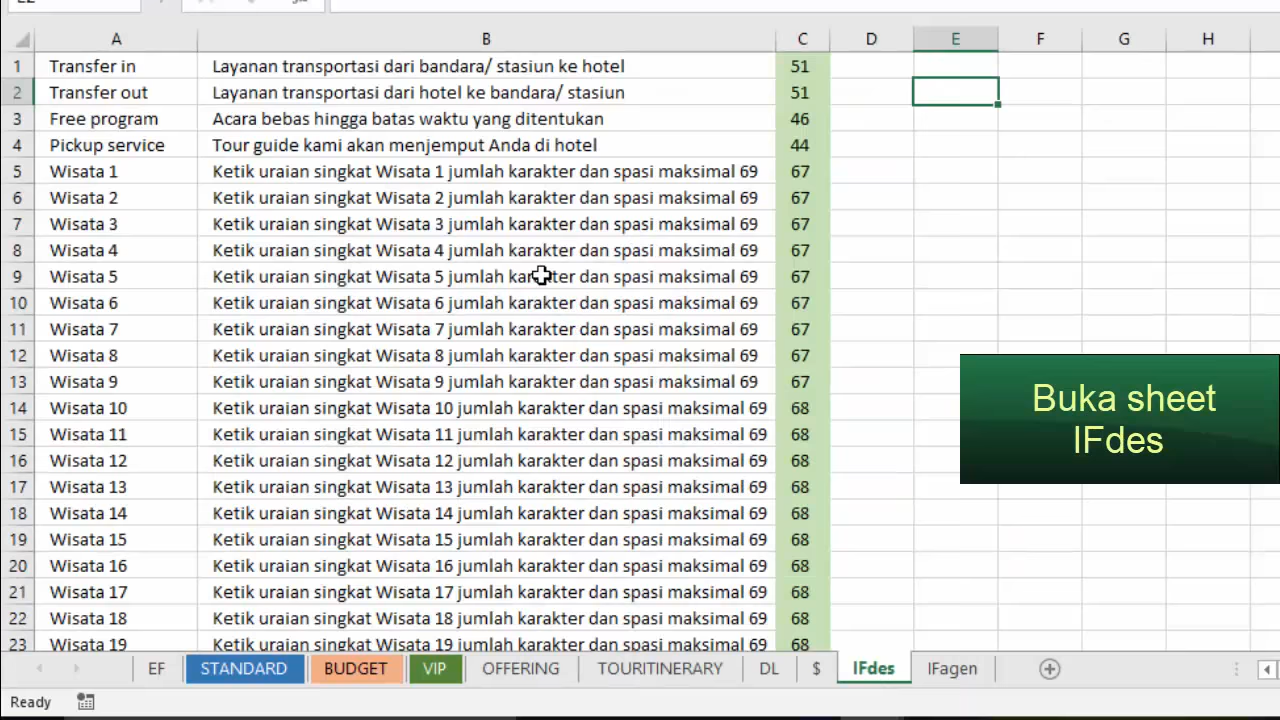 A B C D E F G H
1 Transfer in Layanan transportasi dari bandara/ stasiun ke hotel 51
2 Transfer out Layanan transportasi dari hotel ke bandara/ stasiun 51
3 Free program Acara bebas hingga batas waktu yang ditentukan 46
4 Pickup service Tour guide kami akan menjemput Anda di hotel 44
5 Wisata 1 Ketik uraian singkat Wisata 1 jumlah karakter dan spasi maksimal 69 67
6 Wisata 2 Ketik uraian singkat Wisata 2 jumlah karakter dan spasi maksimal 69 67
7 Wisata 3 Ketik uraian singkat Wisata 3 jumlah karakter dan spasi maksimal 69 67
8 Wisata 4 Ketik uraian singkat Wisata 4 jumlah karakter dan spasi maksimal 69 67
9 Wisata 5 Ketik uraian singkat Wisata 5 jumlah karakter dan spasi maksimal 69 67
10 Wisata 6 Ketik uraian singkat Wisata 6 jumlah karakter dan spasi maksimal 69 67
11 Wisata 7 Ketik uraian singkat Wisata 7 jumlah karakter dan spasi maksimal 69 67
12 Wisata 8 Ketik uraian singkat Wisata 8 jumlah karakter dan spasi maksimal 69 67
13 Wisata 9 Ketik uraian singkat Wisata 9 jumlah karakter dan spasi maksimal 69 67
14 Wisata 10 Ketik uraian singkat Wisata 10 jumlah karakter dan spasi maksimal 69 68
15 Wisata 11 Ketik uraian singkat Wisata 11 jumlah karakter dan spasi maksimal 69 68
16 Wisata 12 Ketik uraian singkat Wisata 12 jumlah karakter dan spasi maksimal 69 68
17 Wisata 13 Ketik uraian singkat Wisata 13 jumlah karakter dan spasi maksimal 69 68
18 Wisata 14 Ketik uraian singkat Wisata 14 jumlah karakter dan spasi maksimal 69 68
19 Wisata 15 Ketik uraian singkat Wisata 15 jumlah karakter dan spasi maksimal 69 68
20 Wisata 16 Ketik uraian singkat Wisata 16 jumlah karakter dan spasi maksimal 69 68
21 Wisata 17 Ketik uraian singkat Wisata 17 jumlah karakter dan spasi maksimal 69 68
22 Wisata 18 Ketik uraian singkat Wisata 18 jumlah karakter dan spasi maksimal 69 68
23 Wisata 19 Ketik uraian singkat Wisata 19 jumlah karakter dan spasi maksimal 69 68
Buka sheet
IFdes
EF STANDARD BUDGET VIP OFFERING TOURITINERARY DL $ IFdes IFagen
Ready